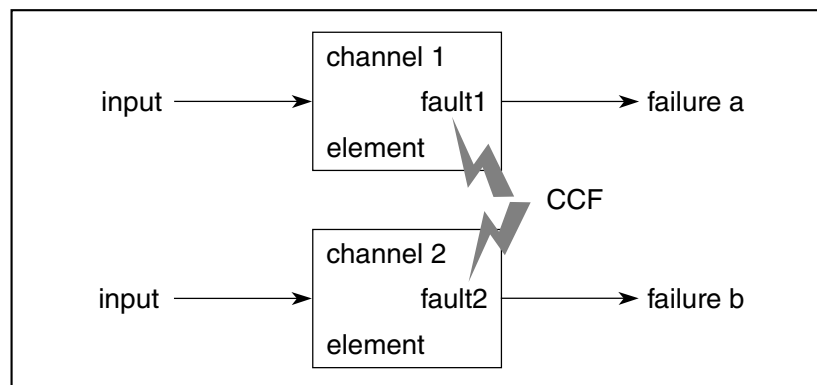 channel 1
input
fault1
failure a
element
CCF
channel 2
input
fault2
failure b
element